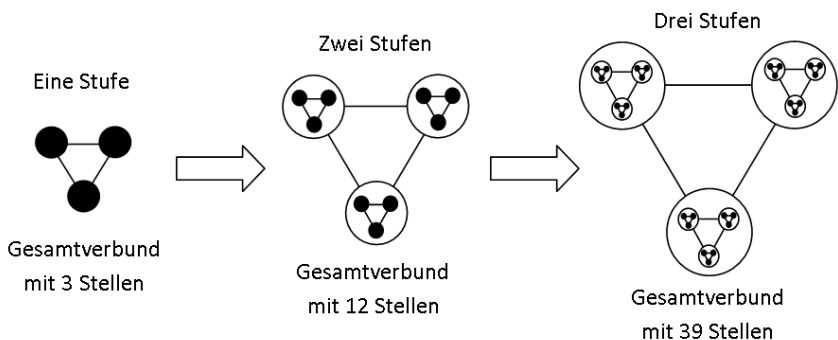 Eine Stufe
Gesamtverbund
mit 3 Stellen
Zwei Stufen
Gesamtverbund
mit 12 Stellen
Drei Stufen
Gesamtverbund
mit 39 Stellen